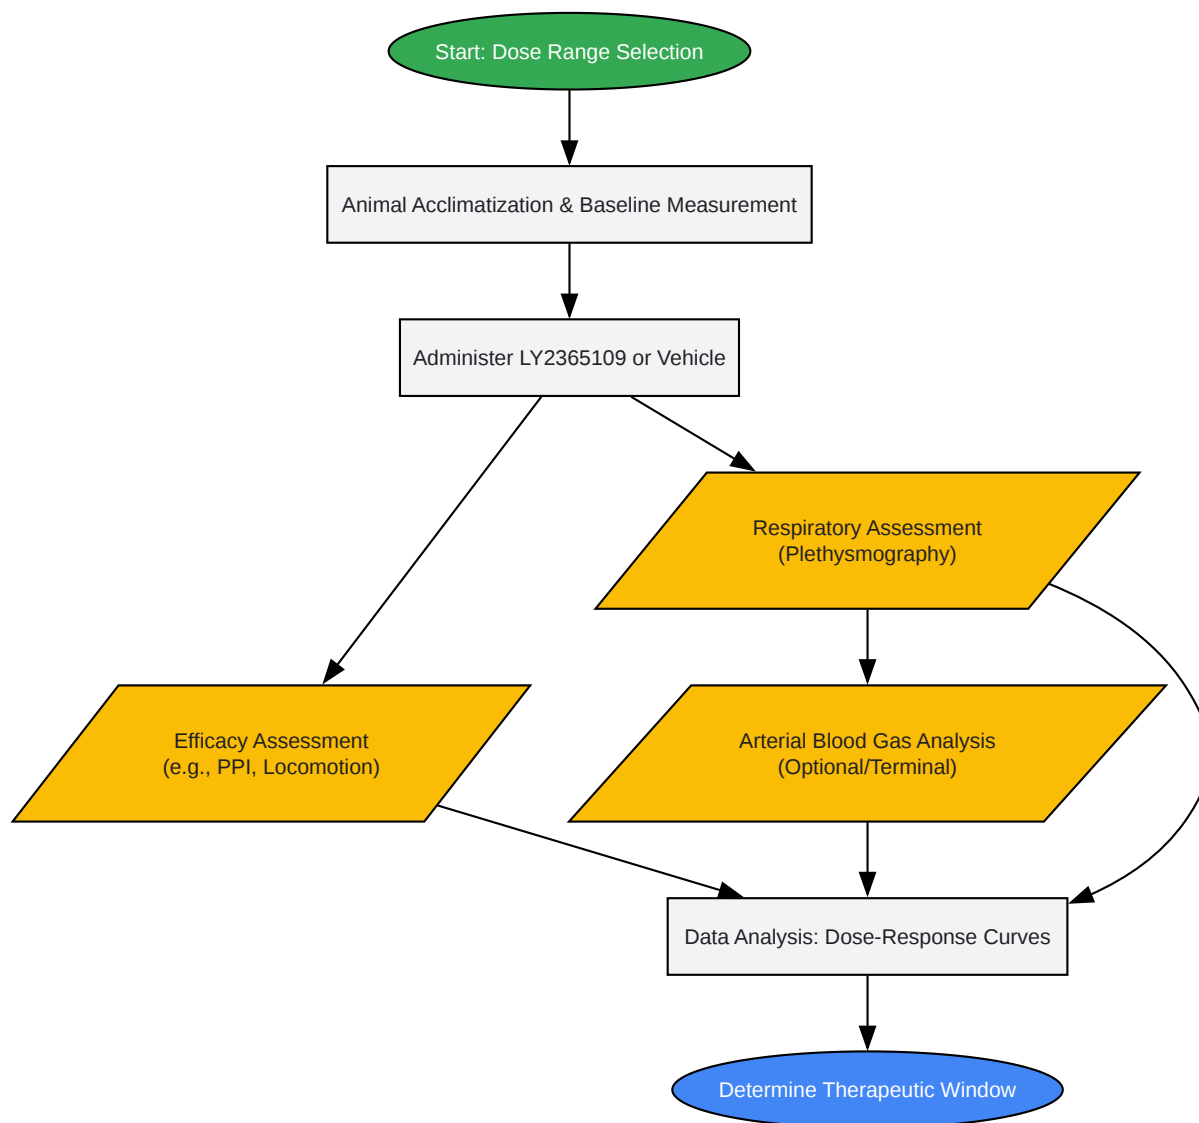 Start: Dose Range Selection
Animal Acclimatization & Baseline Measurement
Administer LY2365109 or Vehicle
Respiratory Assessment
(Plethysmography)
Efficacy Assessment
(e.g., PPI, Locomotion)
Arterial Blood Gas Analysis
(Optional/Terminal)
Data Analysis: Dose-Response Curves
Determine Therapeutic Window